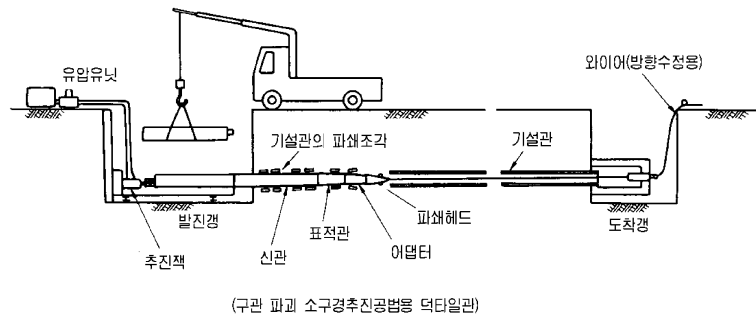 유압유닛
와이어(방향수정용)
기설관의 파쇄조각
기설관
발진갱
표적관
파쇄헤드
도착갱
추진잭
신관
어댑터
(구관 파괴 소구경추진공법용 덕타일관)